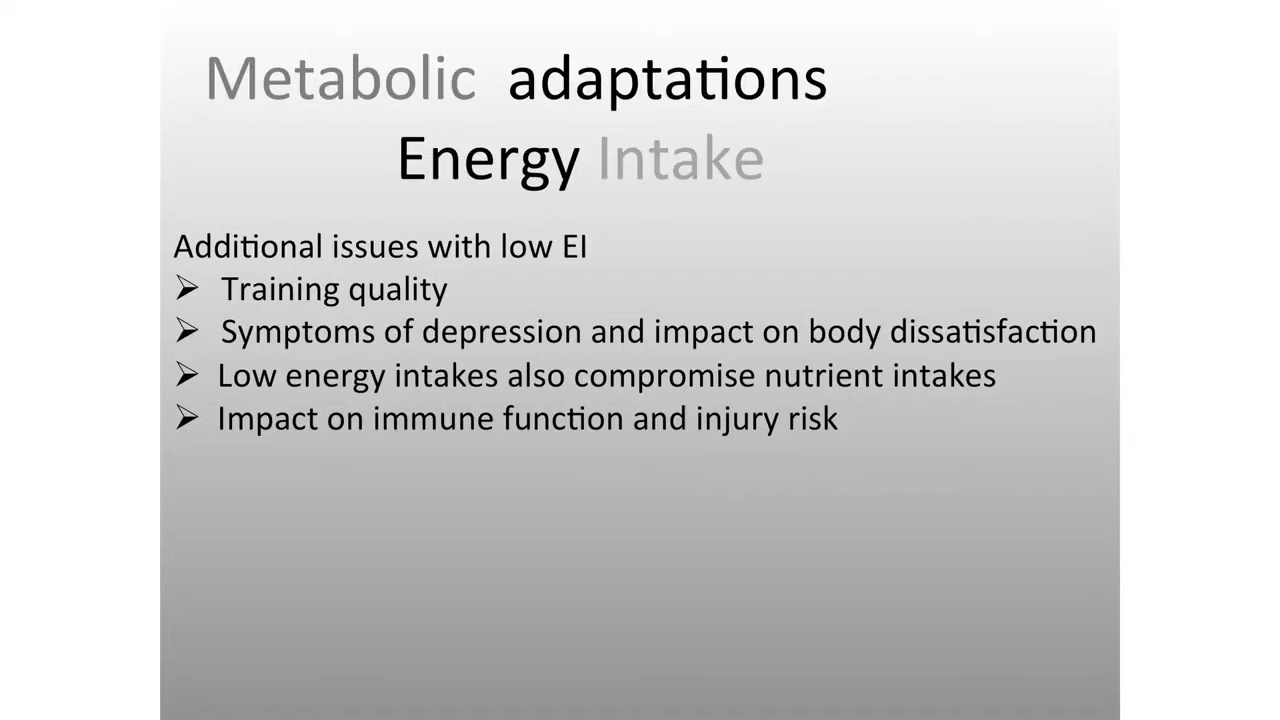 Metabolic adaptations
Energy Intake
Additional issues with low EI
➢ Training quality
➢ Symptoms of depression and impact on body dissatisfaction
➢ Low energy intakes also compromise nutrient intakes
➢ Impact on immune function and injury risk